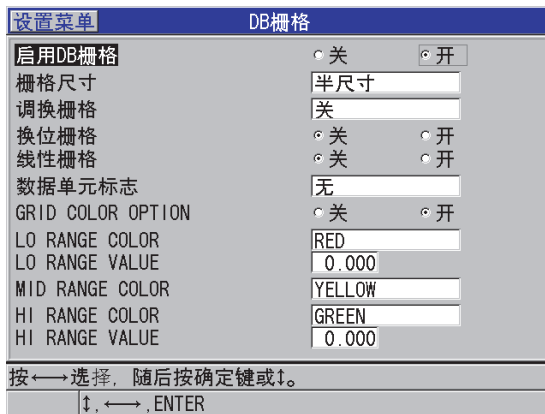 设置菜单 DB栅格
启用DB栅格 关 开
栅格尺寸 半尺寸
调换栅格 关
换位栅格 关 开
线性栅格 关 开
数据单元标志 无
GRID COLOR OPTION 关 开
LO RANGE COLOR RED
LO RANGE VALUE 0.000
MID RANGE COLOR YELLOW
HI RANGE COLOR GREEN
HI RANGE VALUE 0.000
按←→选择, 随后按确定键或↕。
↕,←→,ENTER